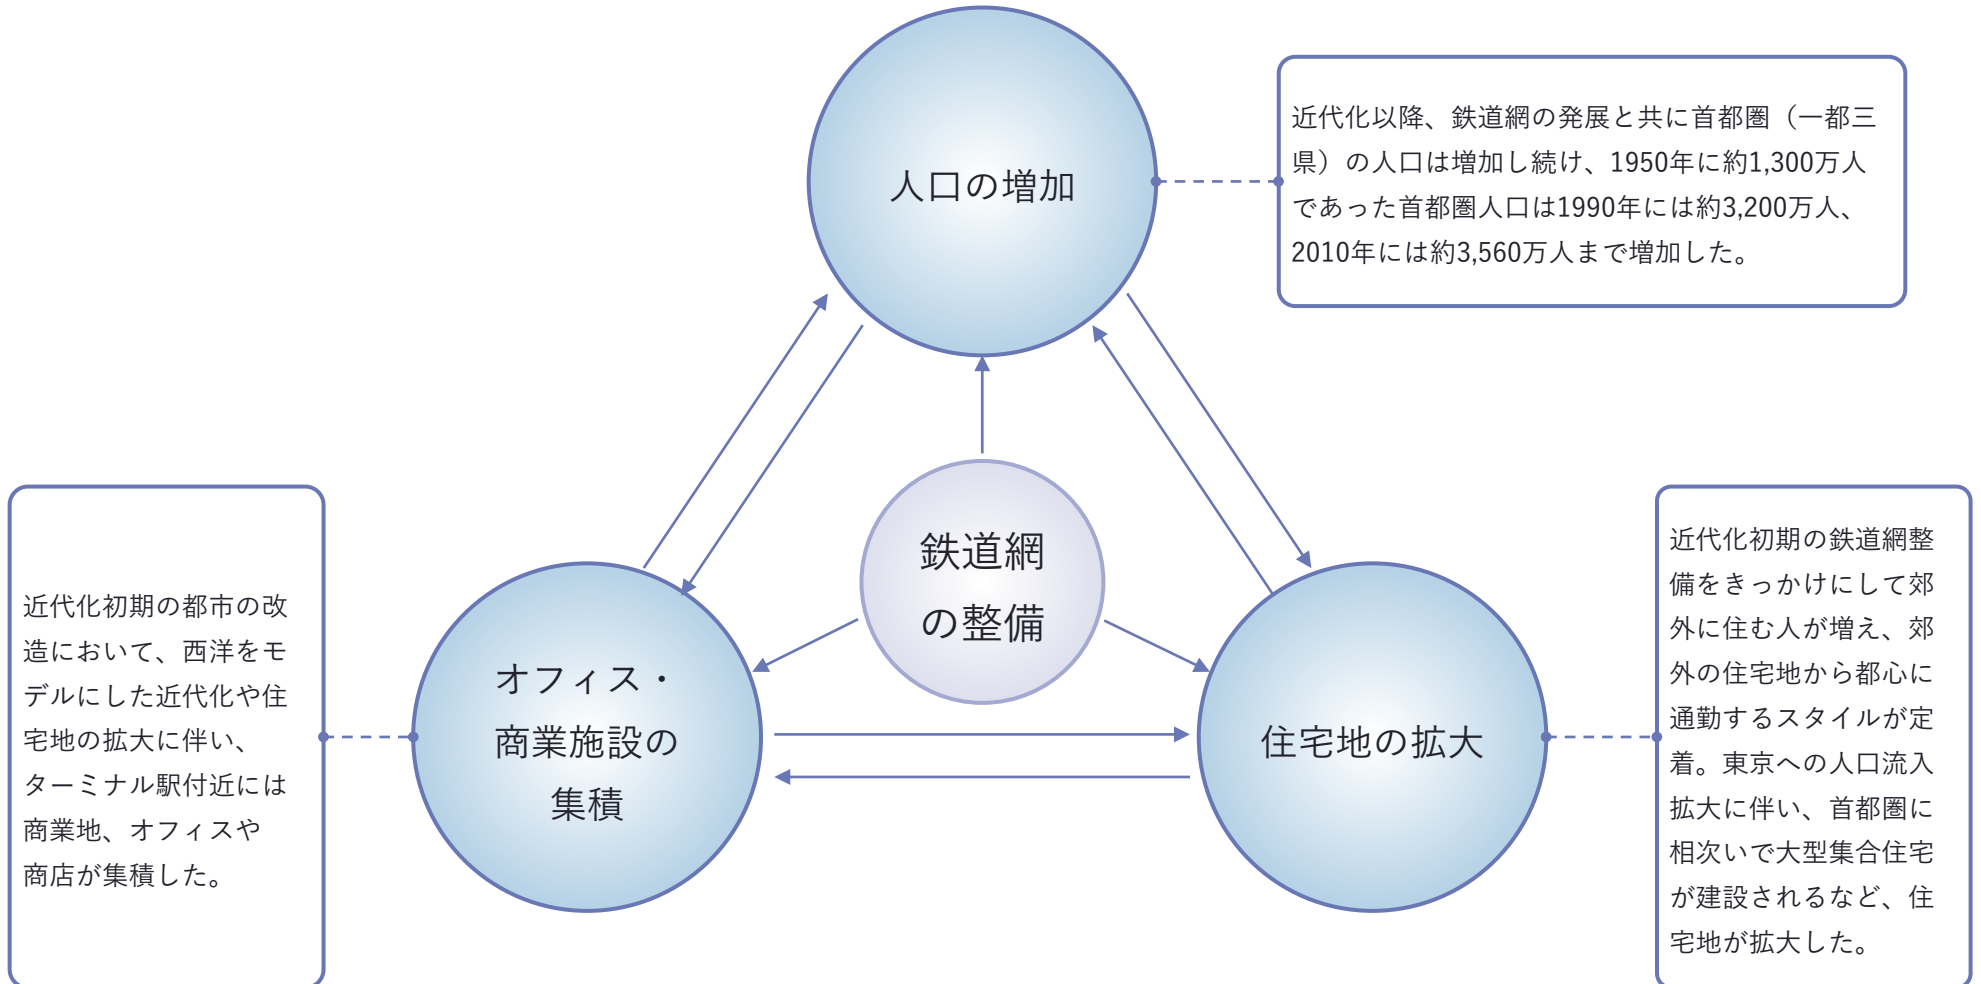 人口の増加
近代化以降、鉄道網の発展と共に首都圏（一都三
県）の人口は増加し続け、1950年に約1,300万人
であった首都圏人口は1990年には約3,200万人、
2010年には約3,560万人まで増加した。
鉄道網
の整備
近代化初期の都市の改
造において、西洋をモ
デルにした近代化や住
宅地の拡大に伴い、
ターミナル駅付近には
商業地、オフィスや
商店が集積した。
オフィス・
商業施設の
集積
住宅地の拡大
近代化初期の鉄道網整
備をきっかけにして郊
外に住む人が増え、郊
外の住宅地から都心に
通勤するスタイルが定
着。東京への人口流入
拡大に伴い、首都圏に
相次いで大型集合住宅
が建設されるなど、住
宅地が拡大した。